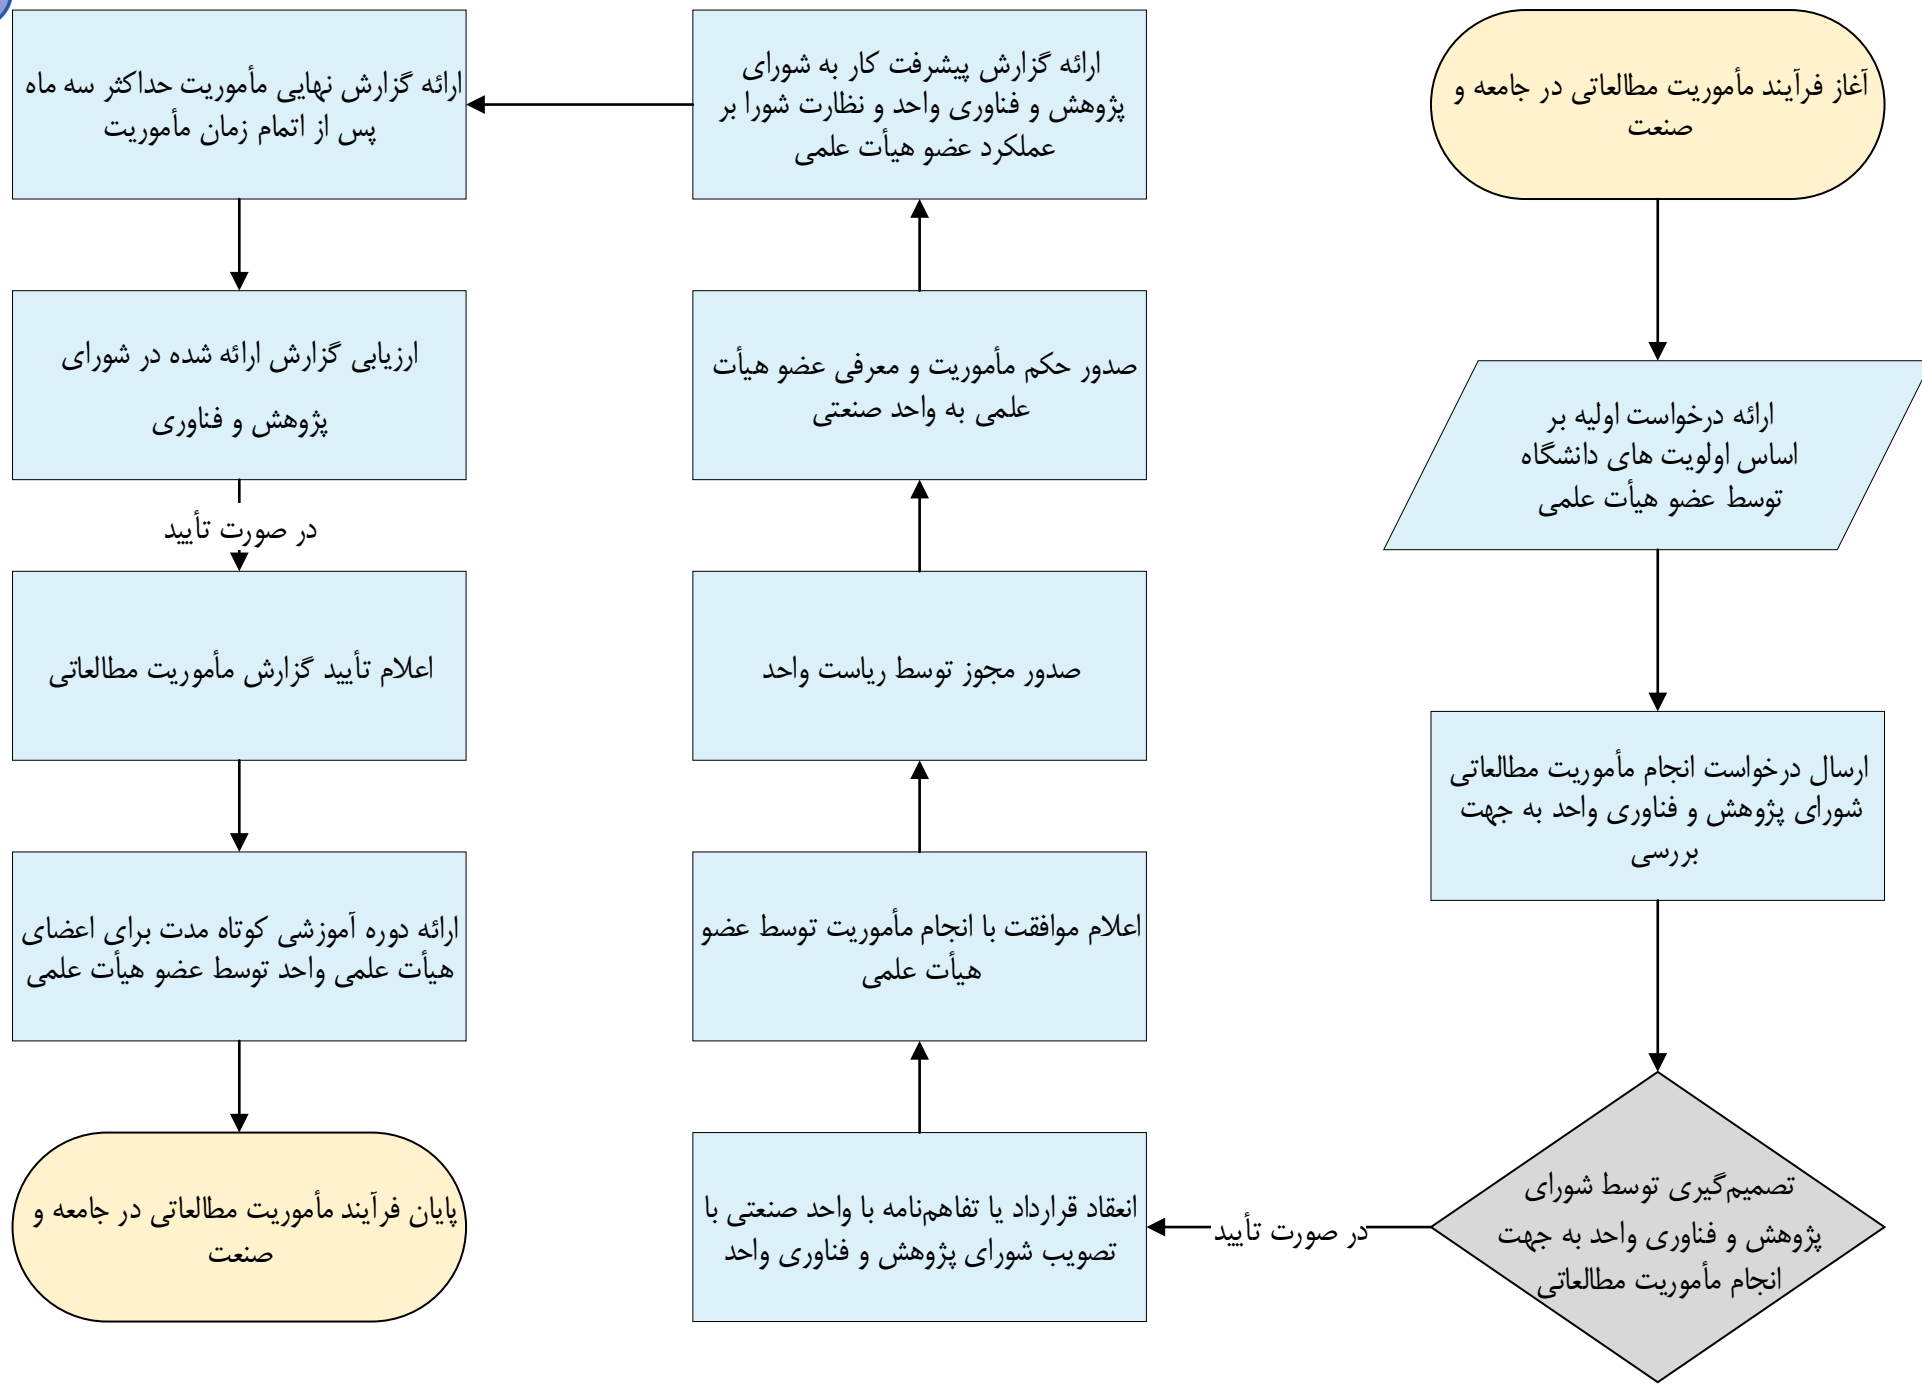 آغاز فرآیند مأموریت مطالعاتی در جامعه و
صنعت
ارائه درخواست اولیه بر
اساس اولویت های دانشگاه
توسط عضو هیأت علمی
ارسال درخواست انجام مأموریت مطالعاتی
شورای پژوهش و فناوری واحد به جهت
بررسی
تصمیم‌گیری توسط شورای
پژوهش و فناوری واحد به جهت
انجام مأموریت مطالعاتی
در صورت تأیید
انعقاد قرارداد یا تفاهم‌نامه با واحد صنعتی با
تصویب شورای پژوهش و فناوری واحد
اعلام موافقت با انجام مأموریت توسط عضو
هیأت علمی
صدور مجوز توسط ریاست واحد
صدور حکم مأموریت و معرفی عضو هیأت
علمی به واحد صنعتی
ارائه گزارش پیشرفت کار به شورای
پژوهش و فناوری واحد و نظارت شورا بر
عملکرد عضو هیأت علمی
ارائه گزارش نهایی مأموریت حداکثر سه ماه
پس از اتمام زمان مأموریت
ارزیابی گزارش ارائه شده در شورای
پژوهش و فناوری
در صورت تأیید
اعلام تأیید گزارش مأموریت مطالعاتی
ارائه دوره آموزشی کوتاه مدت برای اعضای
هیأت علمی واحد توسط عضو هیأت علمی
پایان فرآیند مأموریت مطالعاتی در جامعه و
صنعت